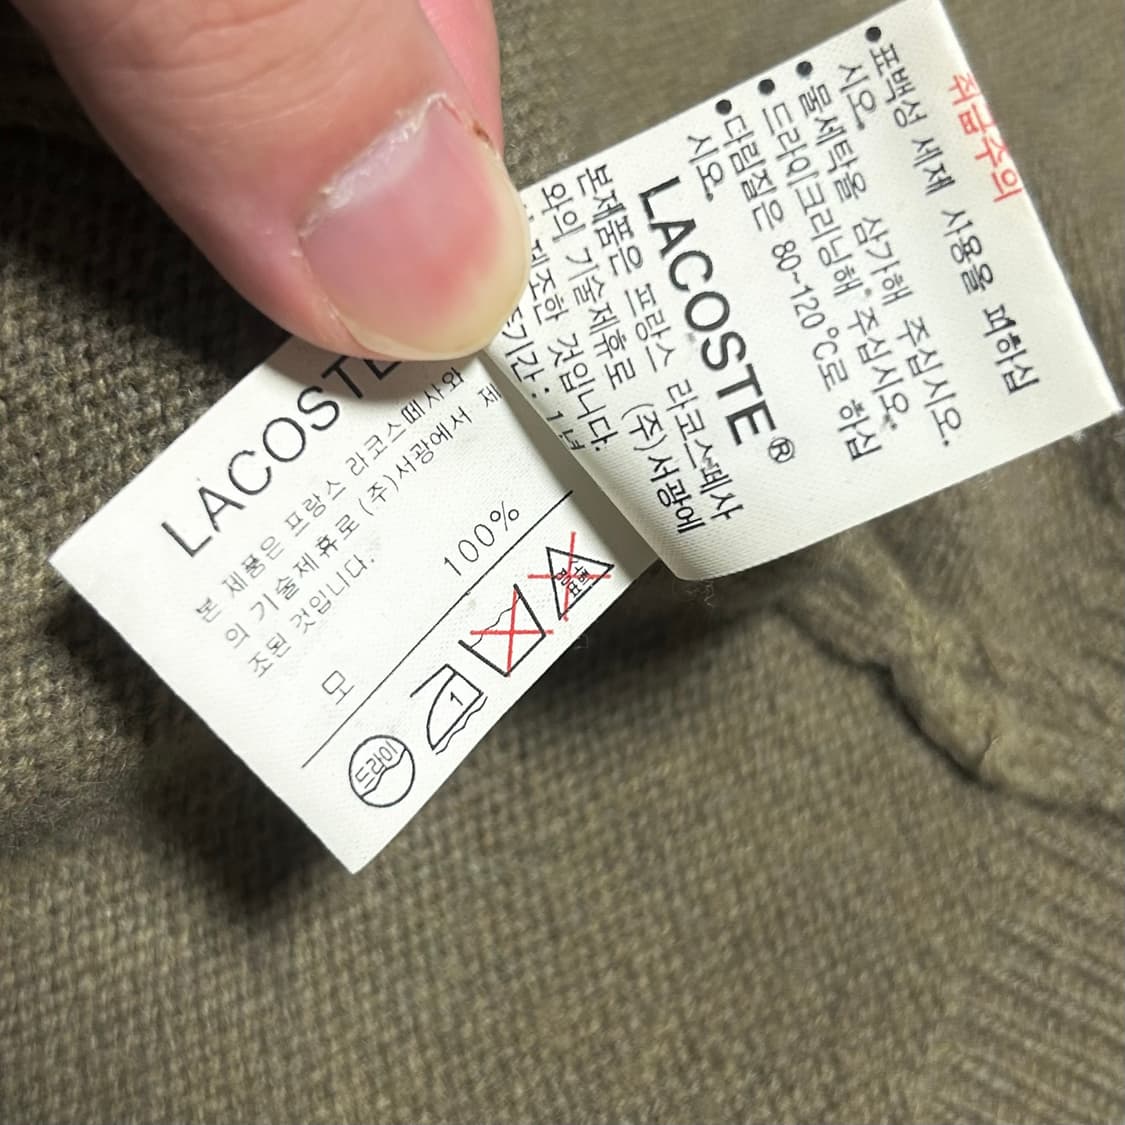 LACOSTE
본 제품은 프랑스 라코스떼사와
의 기술제휴로 (주)서광에서 제
조된 것입니다.
모 100%
드라이
1
취급주의
● 표백성 세제 사용을 피하십
시오.
● 물세탁을 삼가해 주십시오.
● 드라이크리닝해 주십시오.
● 다림질은 80~120℃로 하십
시오.
LACOSTE®
본제품은 프랑스 라코스떼사
와의 기술제휴로 (주)서광에
제조한 것입니다.
기간 : 1년